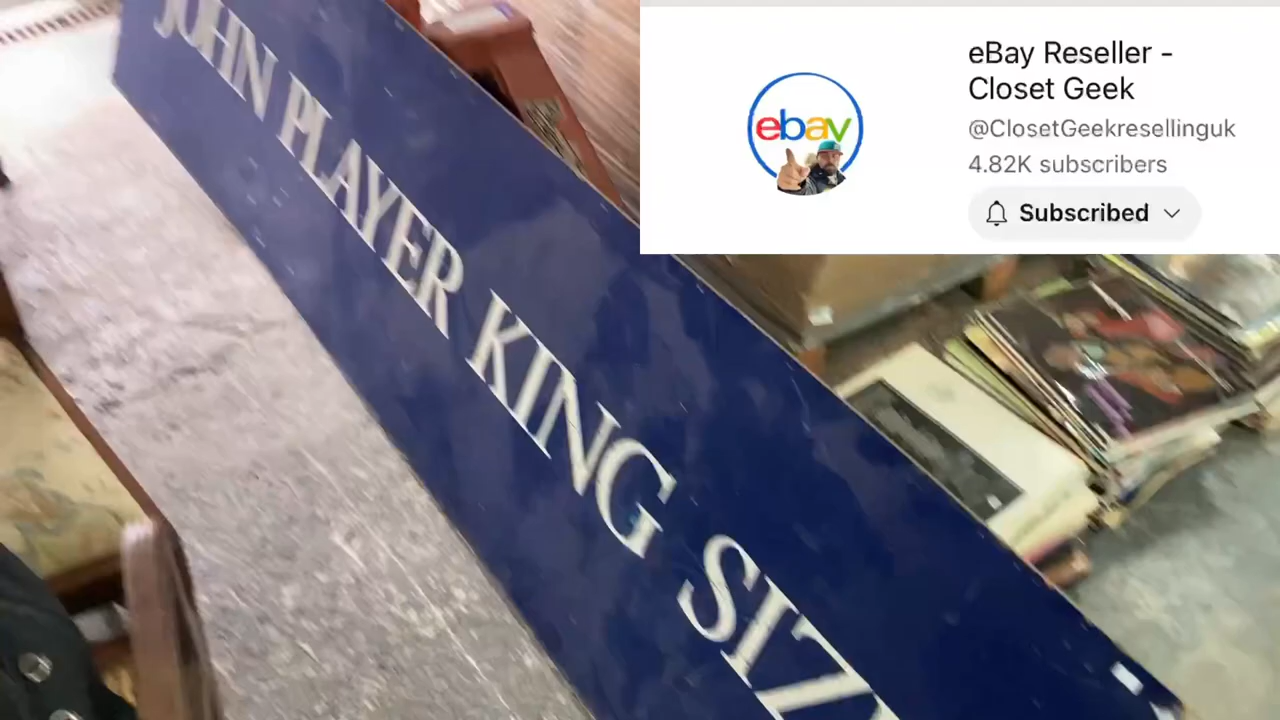 JOHN PLAYER KING SIZ
eBay Reseller -
Closet Geek
@ClosetGeekresellinguk
4.82K subscribers
Subscribed
ebay